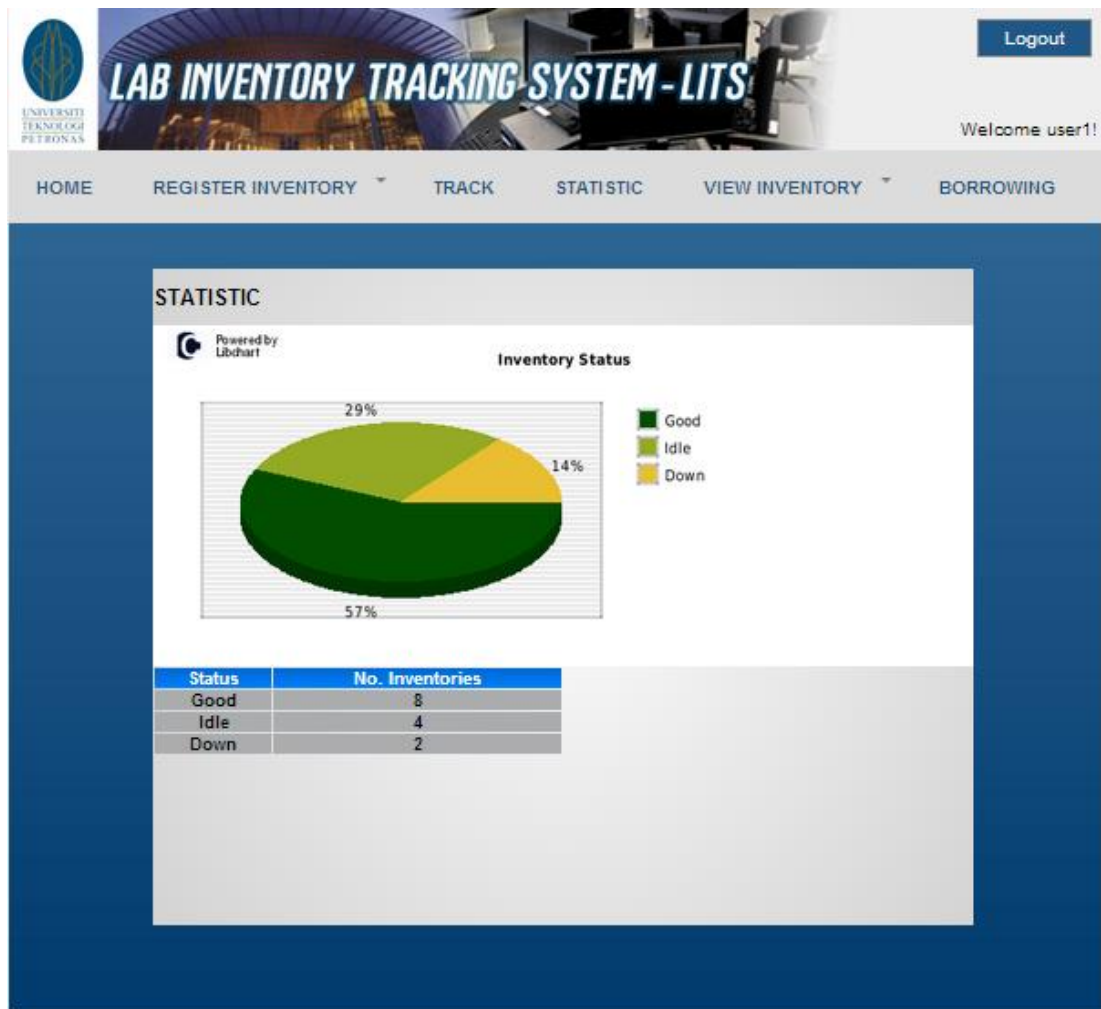 UNIVERSITI
TEKNOLOGI
PETRONAS
LAB INVENTORY TRACKING SYSTEM - LITS
Logout
Welcome user1!
HOME REGISTER INVENTORY TRACK STATISTIC VIEW INVENTORY BORROWING
STATISTIC
Powered by
Libchart
Inventory Status
29%
14%
57%
Good
Idle
Down
Status No. Inventories
Good 8
Idle 4
Down 2